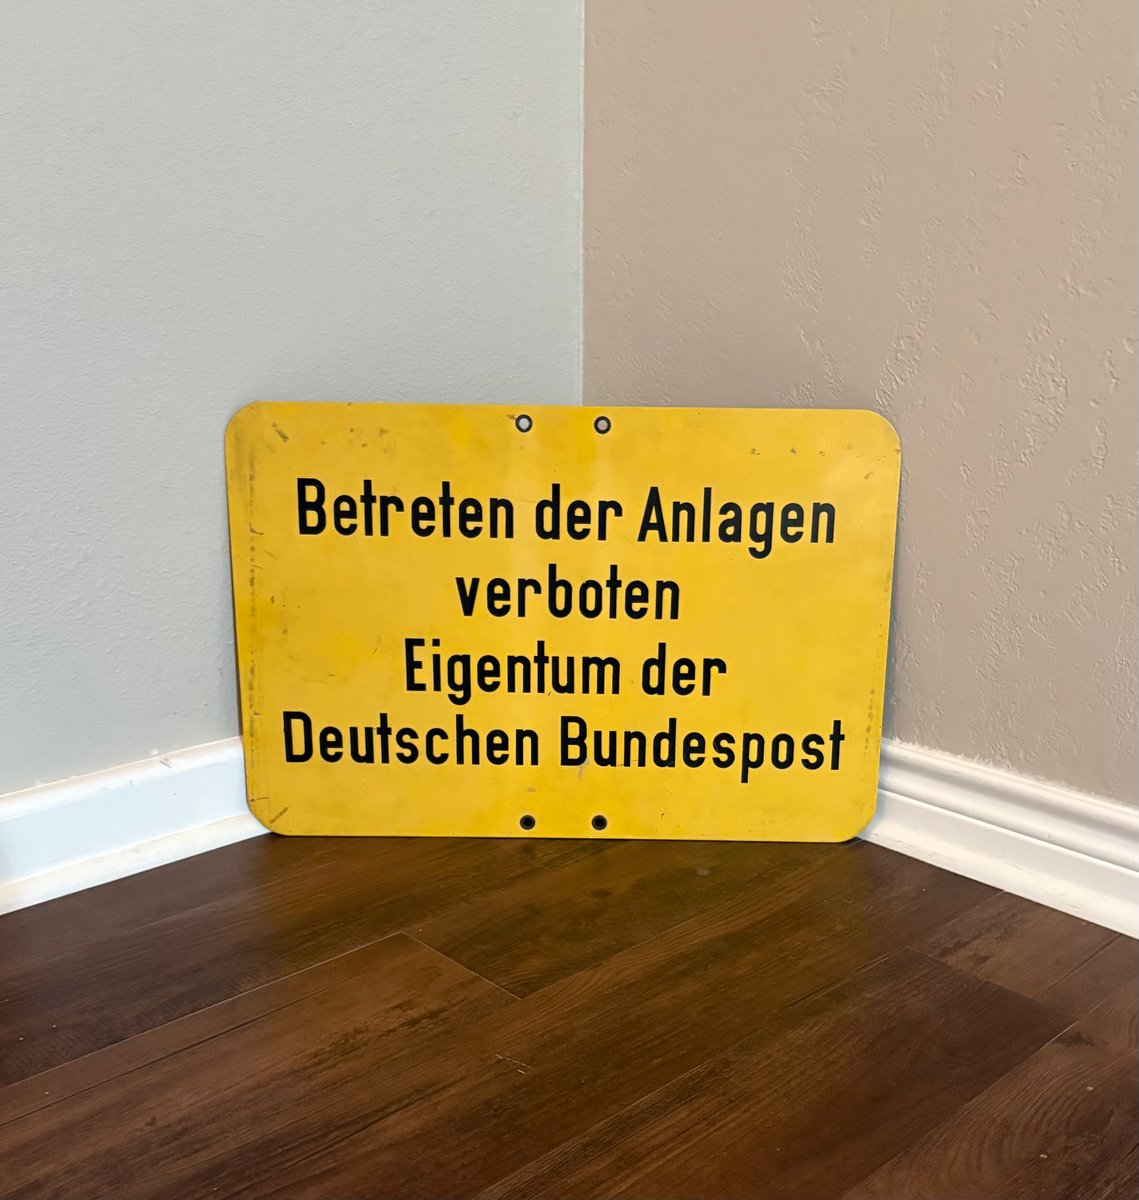 Betreten der Anlagen
verboten
Eigentum der
Deutschen Bundespost